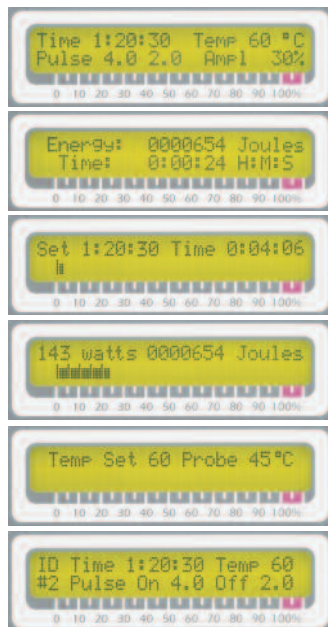 Time 1:20:30 Temp 60 °C
Pulse 4.0 2.0 Ampl 30%
0 10 20 30 40 50 60 70 80 90 100%
Energy: 0000654 Joules
Time: 0:00:24 H:M:S
0 10 20 30 40 50 60 70 80 90 100%
Set 1:20:30 Time 0:04:06
0 10 20 30 40 50 60 70 80 90 100%
143 watts 0000654 Joules
0 10 20 30 40 50 60 70 80 90 100%
Temp Set 60 Probe 45°C
0 10 20 30 40 50 60 70 80 90 100%
ID Time 1:20:30 Temp 60
#2 Pulse On 4.0 Off 2.0
0 10 20 30 40 50 60 70 80 90 100%